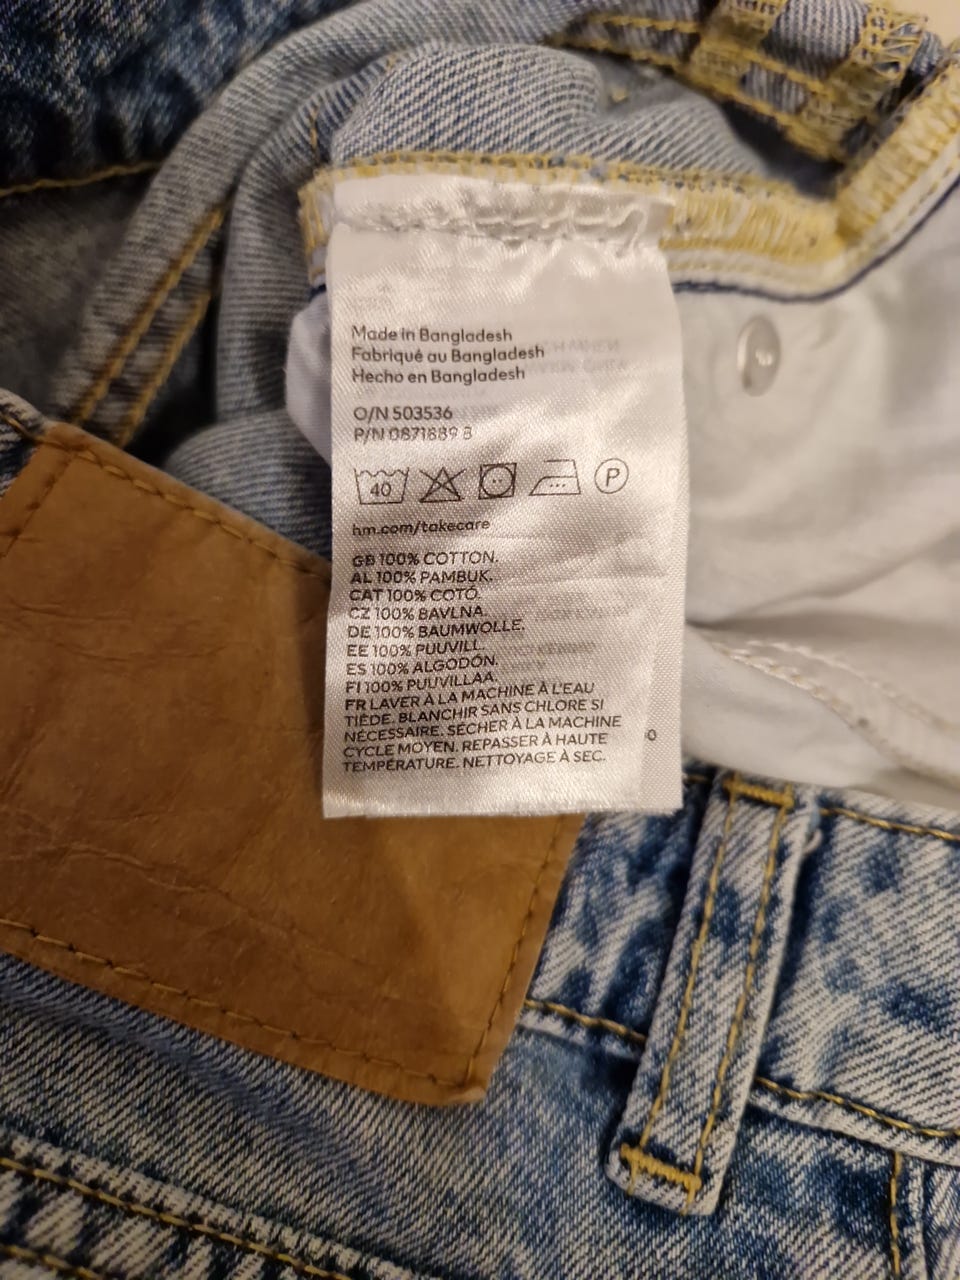 Made in Bangladesh
Fabriqué au Bangladesh
Hecho en Bangladesh
O/N 503536
P/N 0871889 8
40 P
hm.com/takecare
GB 100% COTTON.
AL 100% PAMBUK.
CAT 100% COTÓ.
CZ 100% BAVLNA.
DE 100% BAUMWOLLE.
EE 100% PUUVILL.
ES 100% ALGODÓN.
FI 100% PUUVILLAA.
FR LAVER À LA MACHINE À L'EAU
TIÈDE. BLANCHIR SANS CHLORE SI
NÉCESSAIRE. SÉCHER À LA MACHINE
CYCLE MOYEN. REPASSER À HAUTE
TEMPÉRATURE. NETTOYAGE À SEC.